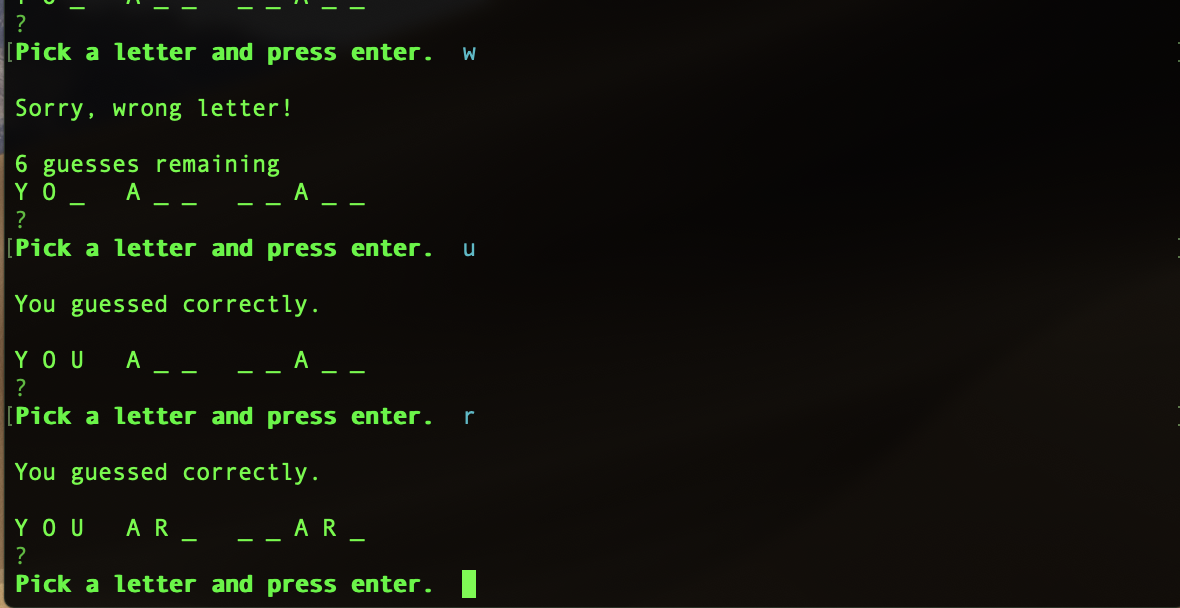 ?
Pick a letter and press enter. w
Sorry, wrong letter!
6 guesses remaining
Y O _ A _ _ _ _ A _ _
?
Pick a letter and press enter. u
You guessed correctly.
Y O U A _ _ _ _ A _ _
?
Pick a letter and press enter. r
You guessed correctly.
Y O U A R _ _ _ A R _
?
Pick a letter and press enter.